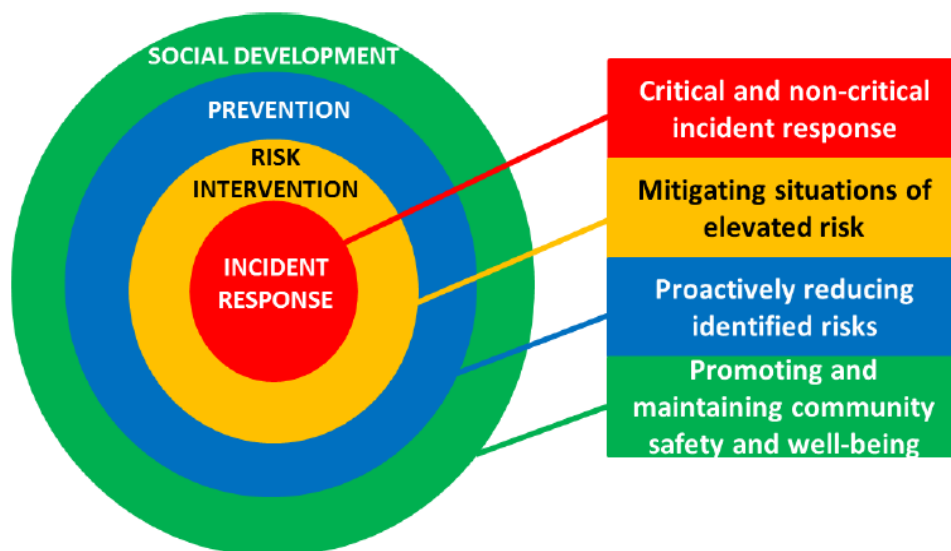 SOCIAL DEVELOPMENT
PREVENTION
RISK
INTERVENTION
INCIDENT
RESPONSE
Critical and non-critical
incident response
Mitigating situations of
elevated risk
Proactively reducing
identified risks
Promoting and
maintaining community
safety and well-being